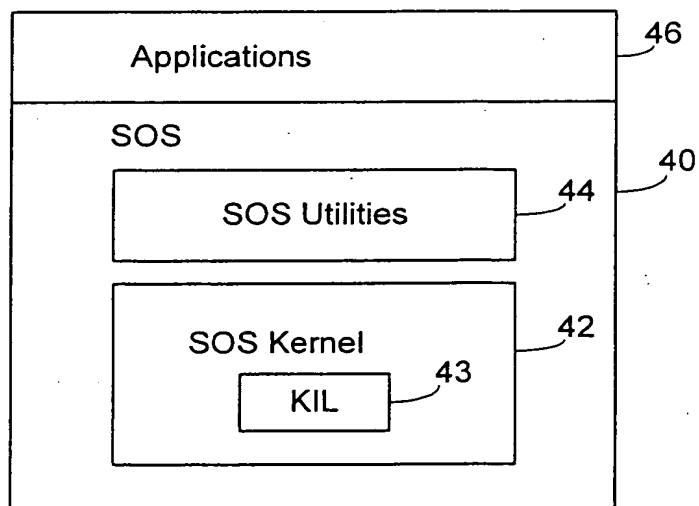 Applications
46
SOS
40
SOS Utilities
44
SOS Kernel
42
KIL
43